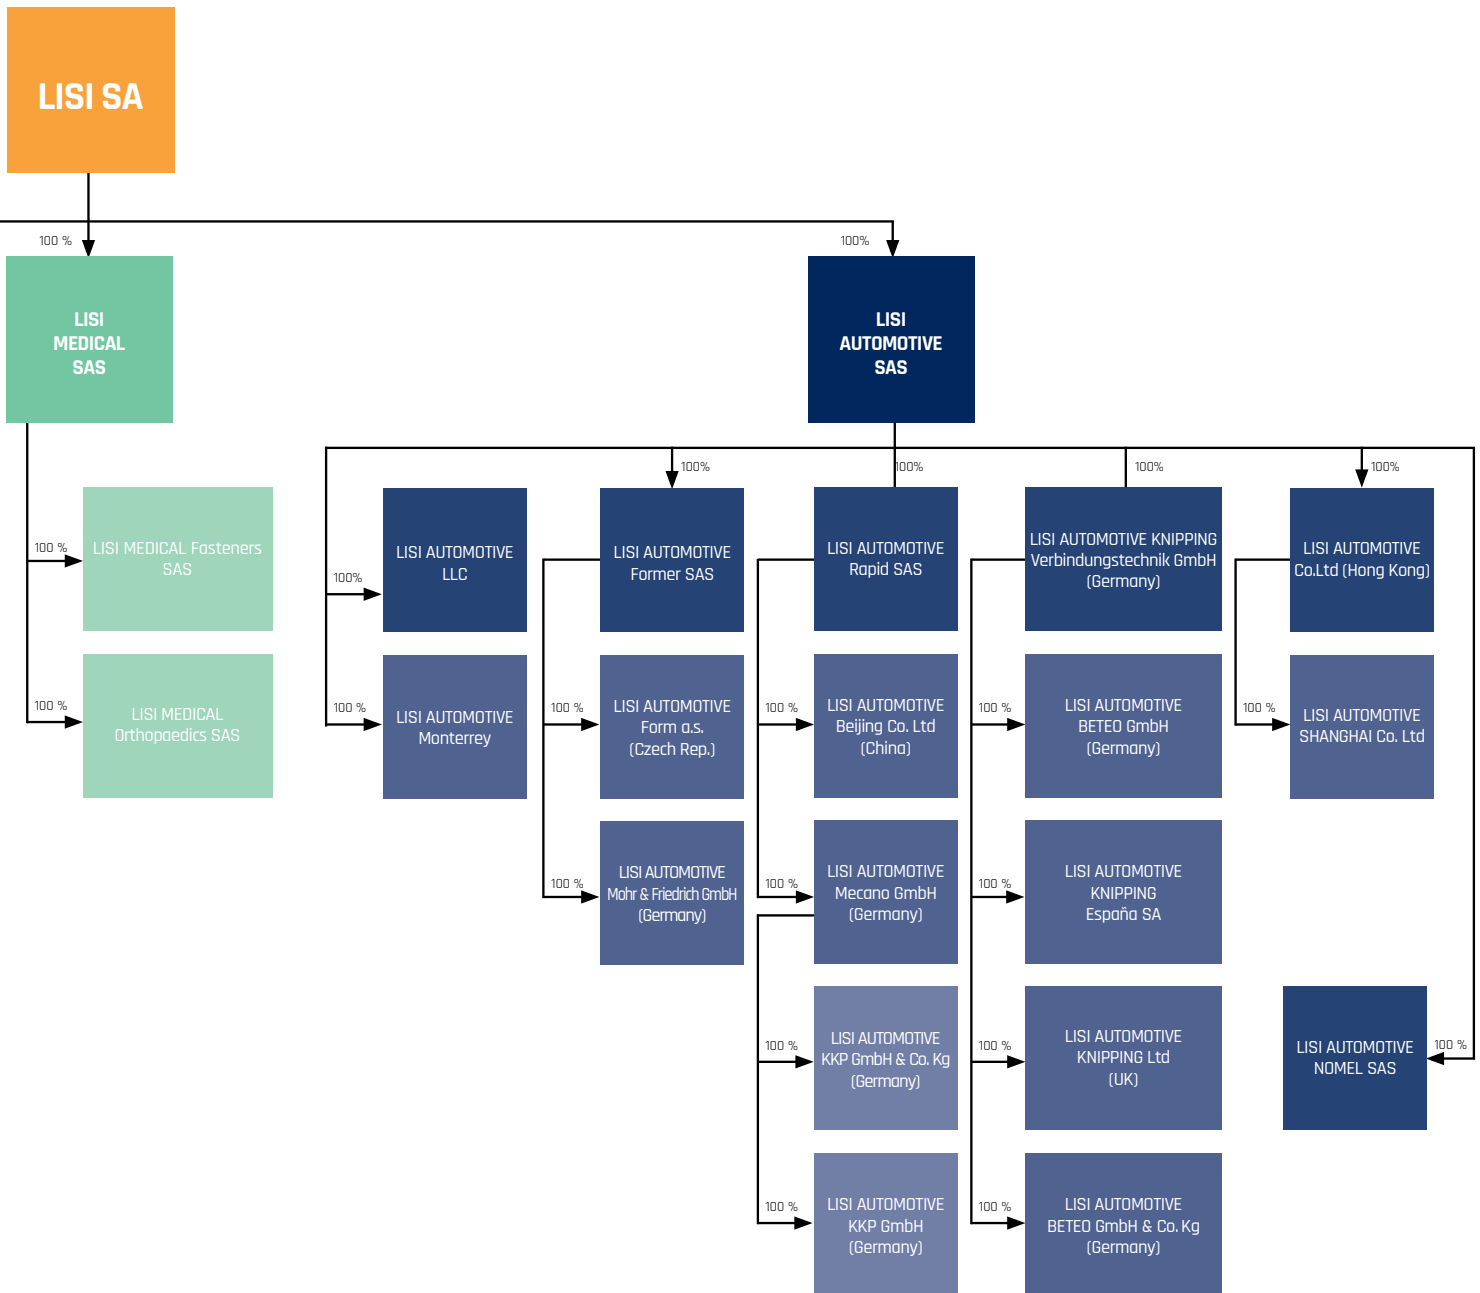 LISI SA
100 %
100%
LISI
MEDICAL
SAS
LISI
AUTOMOTIVE
SAS
100%
100%
100%
100%
100 %
LISI MEDICAL Fasteners
SAS
100%
LISI AUTOMOTIVE
LLC
LISI AUTOMOTIVE
Former SAS
LISI AUTOMOTIVE
Rapid SAS
LISI AUTOMOTIVE KNIPPING
Verbindungstechnik GmbH
(Germany)
LISI AUTOMOTIVE
Co.Ltd (Hong Kong)
100 %
LISI MEDICAL
Orthopaedics SAS
100 %
LISI AUTOMOTIVE
Monterrey
100 %
LISI AUTOMOTIVE
Form a.s.
(Czech Rep.)
100 %
LISI AUTOMOTIVE
Beijing Co. Ltd
(China)
100 %
LISI AUTOMOTIVE
BETEO GmbH
(Germany)
100 %
LISI AUTOMOTIVE
SHANGHAI Co. Ltd
100 %
LISI AUTOMOTIVE
Mohr & Friedrich GmbH
(Germany)
100 %
LISI AUTOMOTIVE
Mecano GmbH
(Germany)
100 %
LISI AUTOMOTIVE
KNIPPING
España SA
100 %
LISI AUTOMOTIVE
KKP GmbH & Co. Kg
(Germany)
100 %
LISI AUTOMOTIVE
KNIPPING Ltd
(UK)
LISI AUTOMOTIVE
NOMEL SAS
100 %
100 %
LISI AUTOMOTIVE
KKP GmbH
(Germany)
100 %
LISI AUTOMOTIVE
BETEO GmbH & Co. Kg
(Germany)